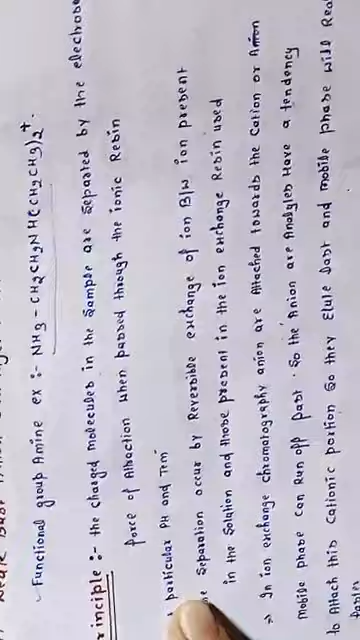 Functional group Amine ex :- NH3 - CH2CH2NH(CH2CH3)2+.
rinciple :- the charged molecules in the sample are separated by the electros
force of Attraction when passed through the ionic Resin
particular PH and Tem
Separation occur by Reversible exchange of ion B/w ion present
in the Solution and those present in the ion exchange Resin used
⇒ In ion exchange chromatography anion are Attached towards the Cation or Anion
mobile phase can Run off fast. So the Anion are Analytes Have a tendency
to Attach this Cationic portion So they Elute Last and mobile phase will Rea